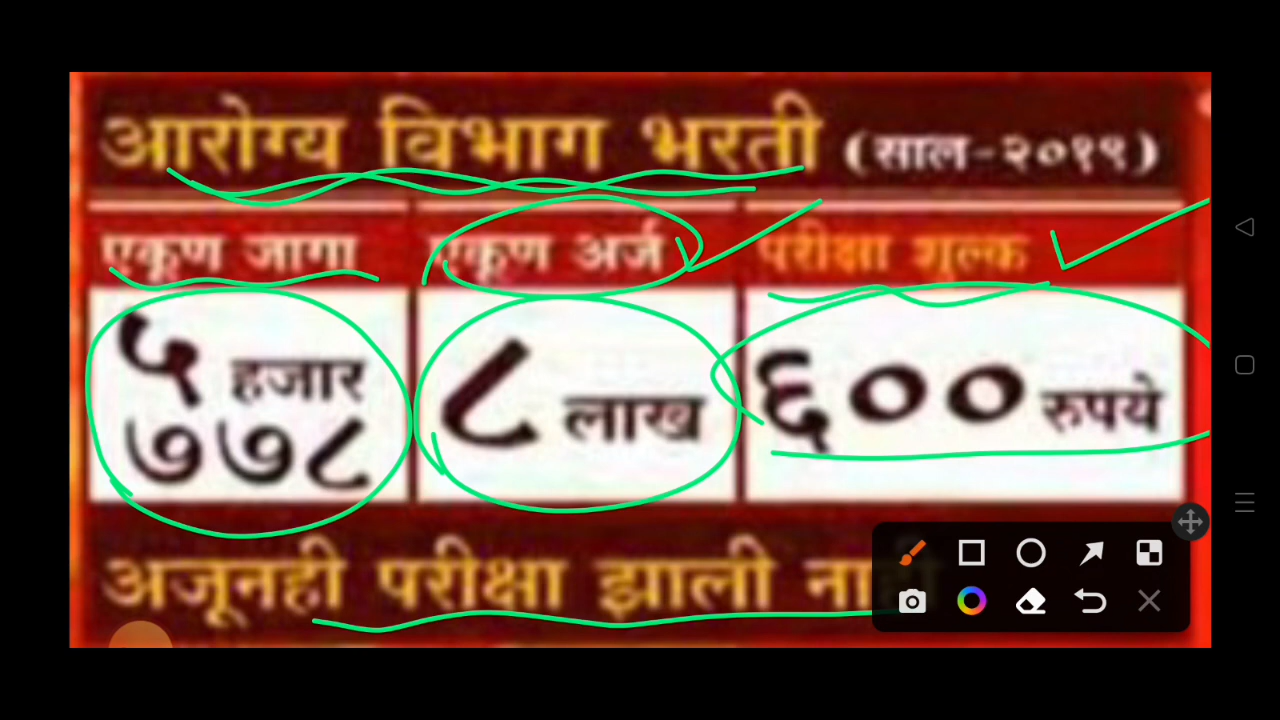 आरोग्य विभाग भरती (साल-२०१९)
एकूण जागा एकूण अर्ज परीक्षा शूल्क
५ हजार ७७८ ८ लाख ६०० रुपये
अजूनही परीक्षा झाली नाही